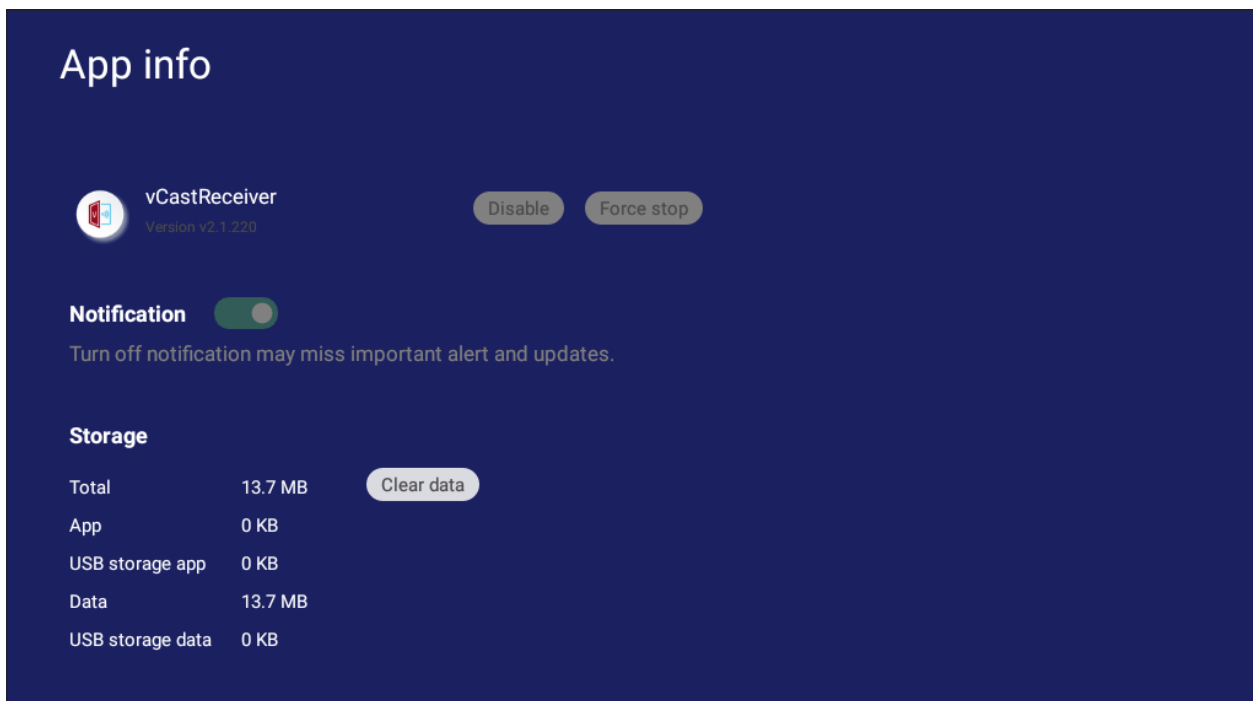 App info
vCastReceiver
Disable
Force stop
Version v2.1.220
Notification
Turn off notification may miss important alert and updates.
Storage
Total 13.7 MB Clear data
App 0 KB
USB storage app 0 KB
Data 13.7 MB
USB storage data 0 KB